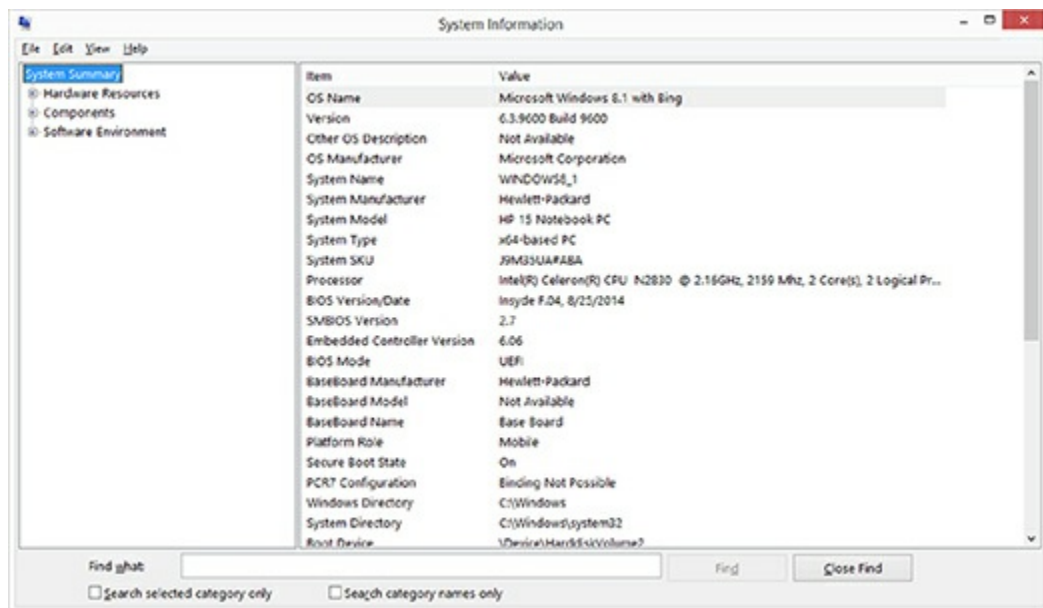 System Information
File Edit View Help
System Summary
Hardware Resources
Components
Software Environment
Item Value
OS Name Microsoft Windows 8.1 with Bing
Version 6.3.9600 Build 9600
Other OS Description Not Available
OS Manufacturer Microsoft Corporation
System Name WINDOWS8_1
System Manufacturer Hewlett-Packard
System Model HP 15 Notebook PC
System Type x64-based PC
System SKU J9M35UA#ABA
Processor Intel(R) Celeron(R) CPU N2830 @ 2.16GHz, 2159 Mhz, 2 Core(s), 2 Logical Pr...
BIOS Version/Date Insyde F.04, 8/25/2014
SMBIOS Version 2.7
Embedded Controller Version 6.06
BIOS Mode UEFI
BaseBoard Manufacturer Hewlett-Packard
BaseBoard Model Not Available
BaseBoard Name Base Board
Platform Role Mobile
Secure Boot State On
PCR7 Configuration Binding Not Possible
Windows Directory C:\Windows
System Directory C:\Windows\system32
Boot Device \Device\HarddiskVolume2
Find what: Find Close Find
Search selected category only Search category names only